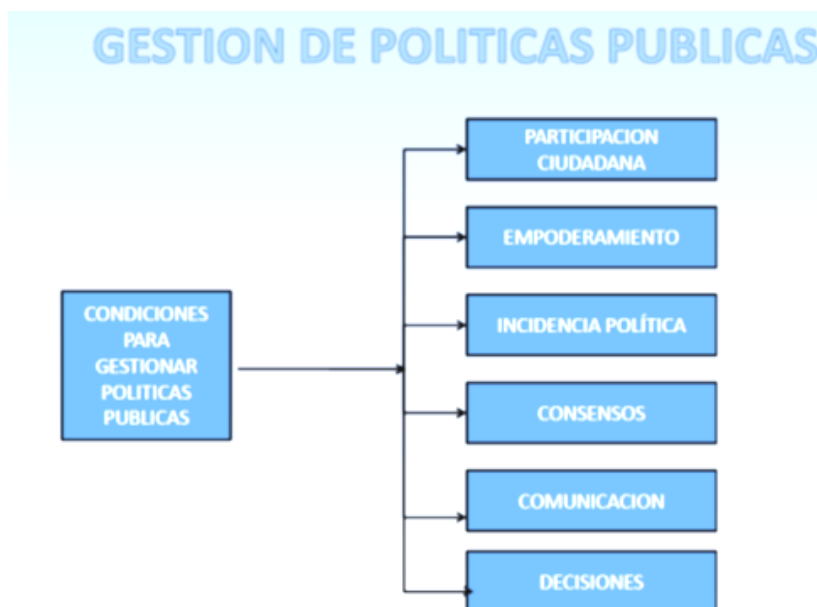 GESTION DE POLITICAS PUBLICAS
PARTICIPACION
CIUDADANA
EMPODERAMIENTO
INCIDENCIA POLÍTICA
CONDICIONES
PARA
GESTIONAR
POLITICAS
PUBLICAS
CONSENSOS
COMUNICACION
DECISIONES